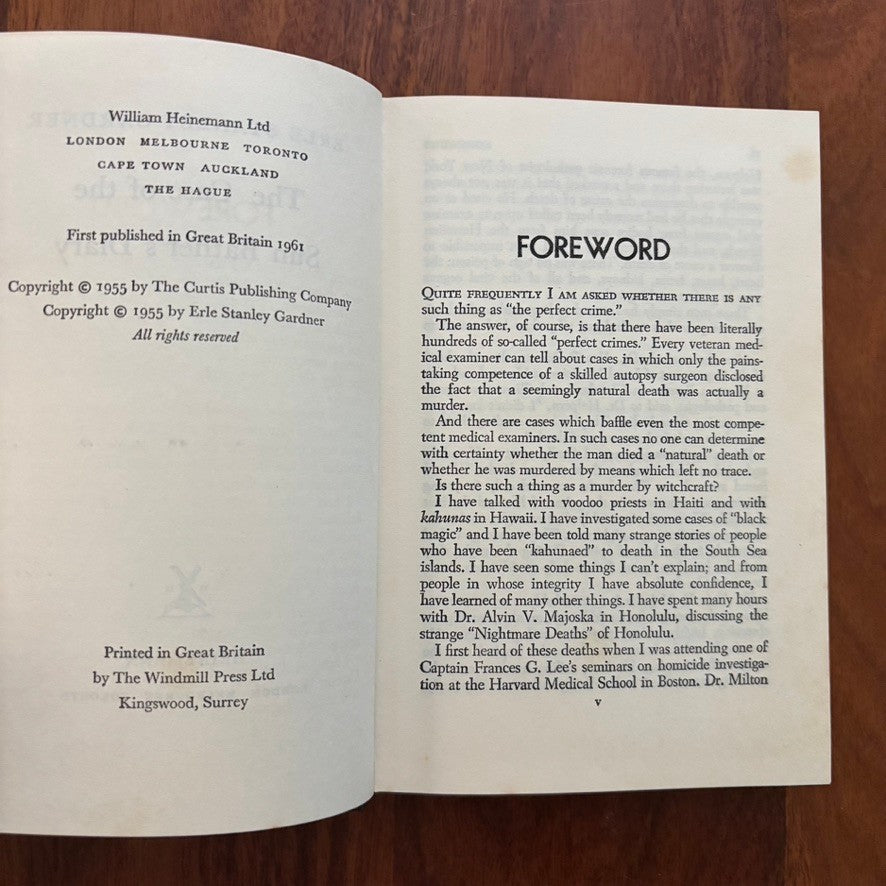 William Heinemann Ltd
LONDON MELBOURNE TORONTO
CAPE TOWN AUCKLAND
THE HAGUE
First published in Great Britain 1961
Copyright © 1955 by The Curtis Publishing Company
Copyright © 1955 by Erle Stanley Gardner
All rights reserved
Printed in Great Britain
by The Windmill Press Ltd
Kingswood, Surrey
FOREWORD
QUITE FREQUENTLY I AM ASKED WHETHER THERE IS ANY
such thing as "the perfect crime."
The answer, of course, is that there have been literally
hundreds of so-called "perfect crimes." Every veteran med-
ical examiner can tell about cases in which only the pains-
taking competence of a skilled autopsy surgeon disclosed
the fact that a seemingly natural death was actually a
murder.
And there are cases which baffle even the most compe-
tent medical examiners. In such cases no one can determine
with certainty whether the man died a "natural" death or
whether he was murdered by means which left no trace.
Is there such a thing as a murder by witchcraft?
I have talked with voodoo priests in Haiti and with
kahunas in Hawaii. I have investigated some cases of "black
magic" and I have been told many strange stories of people
who have been "kahunaed" to death in the South Sea
islands. I have seen some things I can't explain; and from
people in whose integrity I have absolute confidence, I
have learned of many other things. I have spent many hours
with Dr. Alvin V. Majoska in Honolulu, discussing the
strange "Nightmare Deaths" of Honolulu.
I first heard of these deaths when I was attending one of
Captain Frances G. Lee's seminars on homicide investiga-
tion at the Harvard Medical School in Boston. Dr. Milton
v